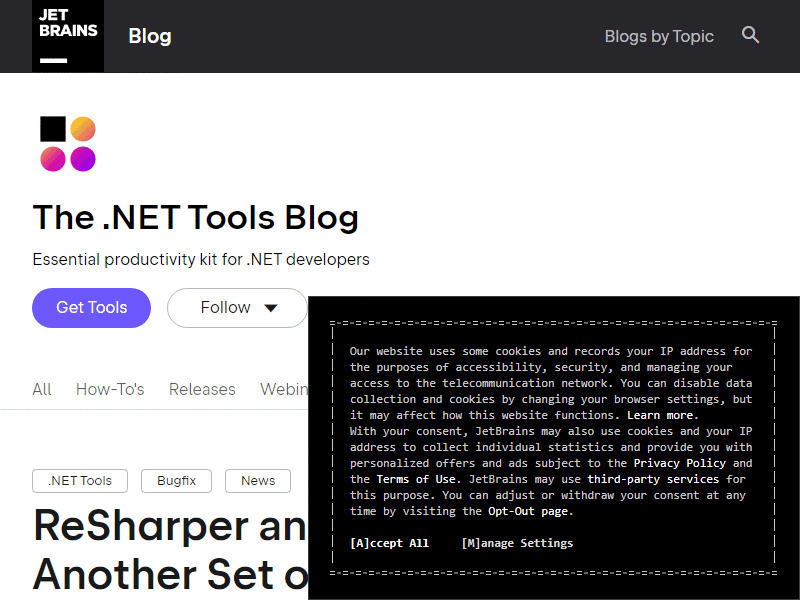 JET
BRAINS
Blog
Blogs by Topic
The .NET Tools Blog
Essential productivity kit for .NET developers
Get Tools
Follow
All How-To's Releases Webin
.NET Tools Bugfix News
ReSharper an
Another Set o
Our website uses some cookies and records your IP address for
the purposes of accessibility, security, and managing your
access to the telecommunication network. You can disable data
collection and cookies by changing your browser settings, but
it may affect how this website functions. Learn more.
With your consent, JetBrains may also use cookies and your IP
address to collect individual statistics and provide you with
personalized offers and ads subject to the Privacy Policy and
the Terms of Use. JetBrains may use third-party services for
this purpose. You can adjust or withdraw your consent at any
time by visiting the Opt-Out page.
[A]ccept All [M]anage Settings